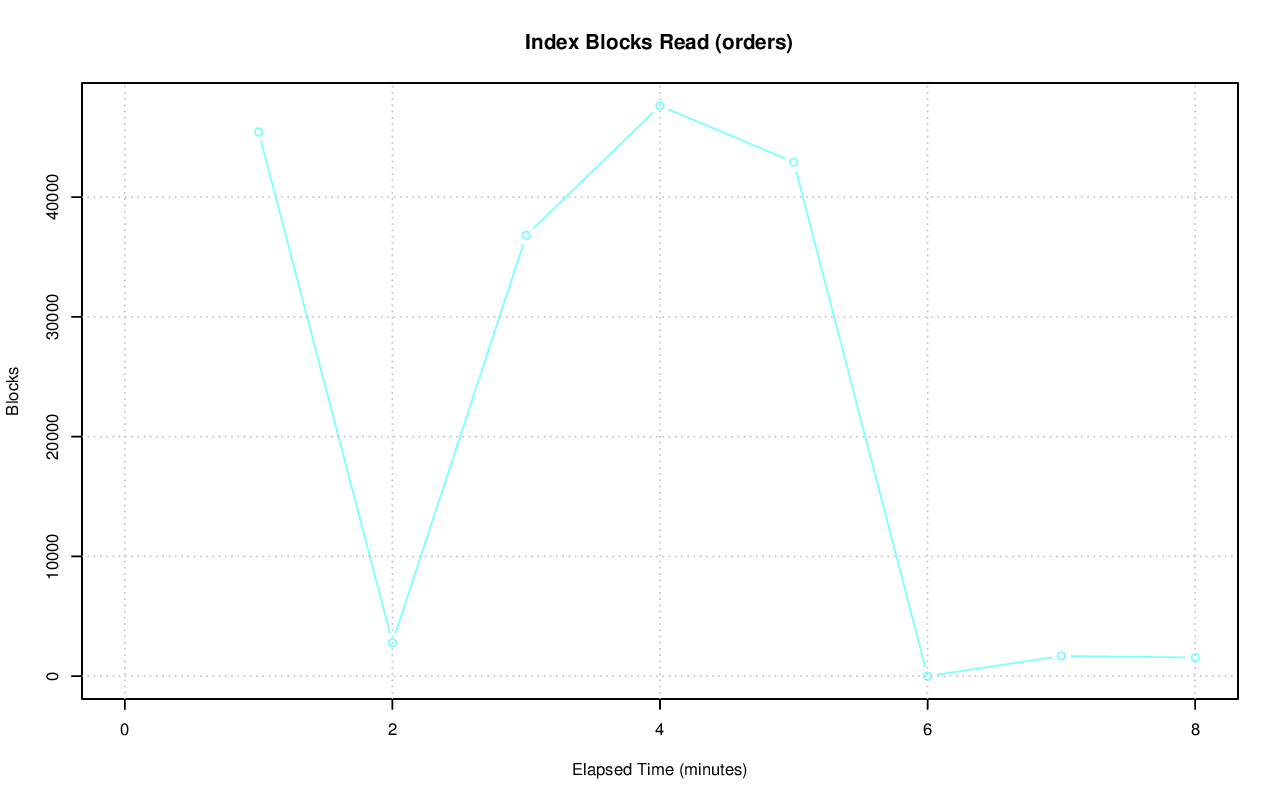 Index Blocks Read (orders)
Blocks
40000
30000
20000
10000
0
0 2 4 6 8
Elapsed Time (minutes)